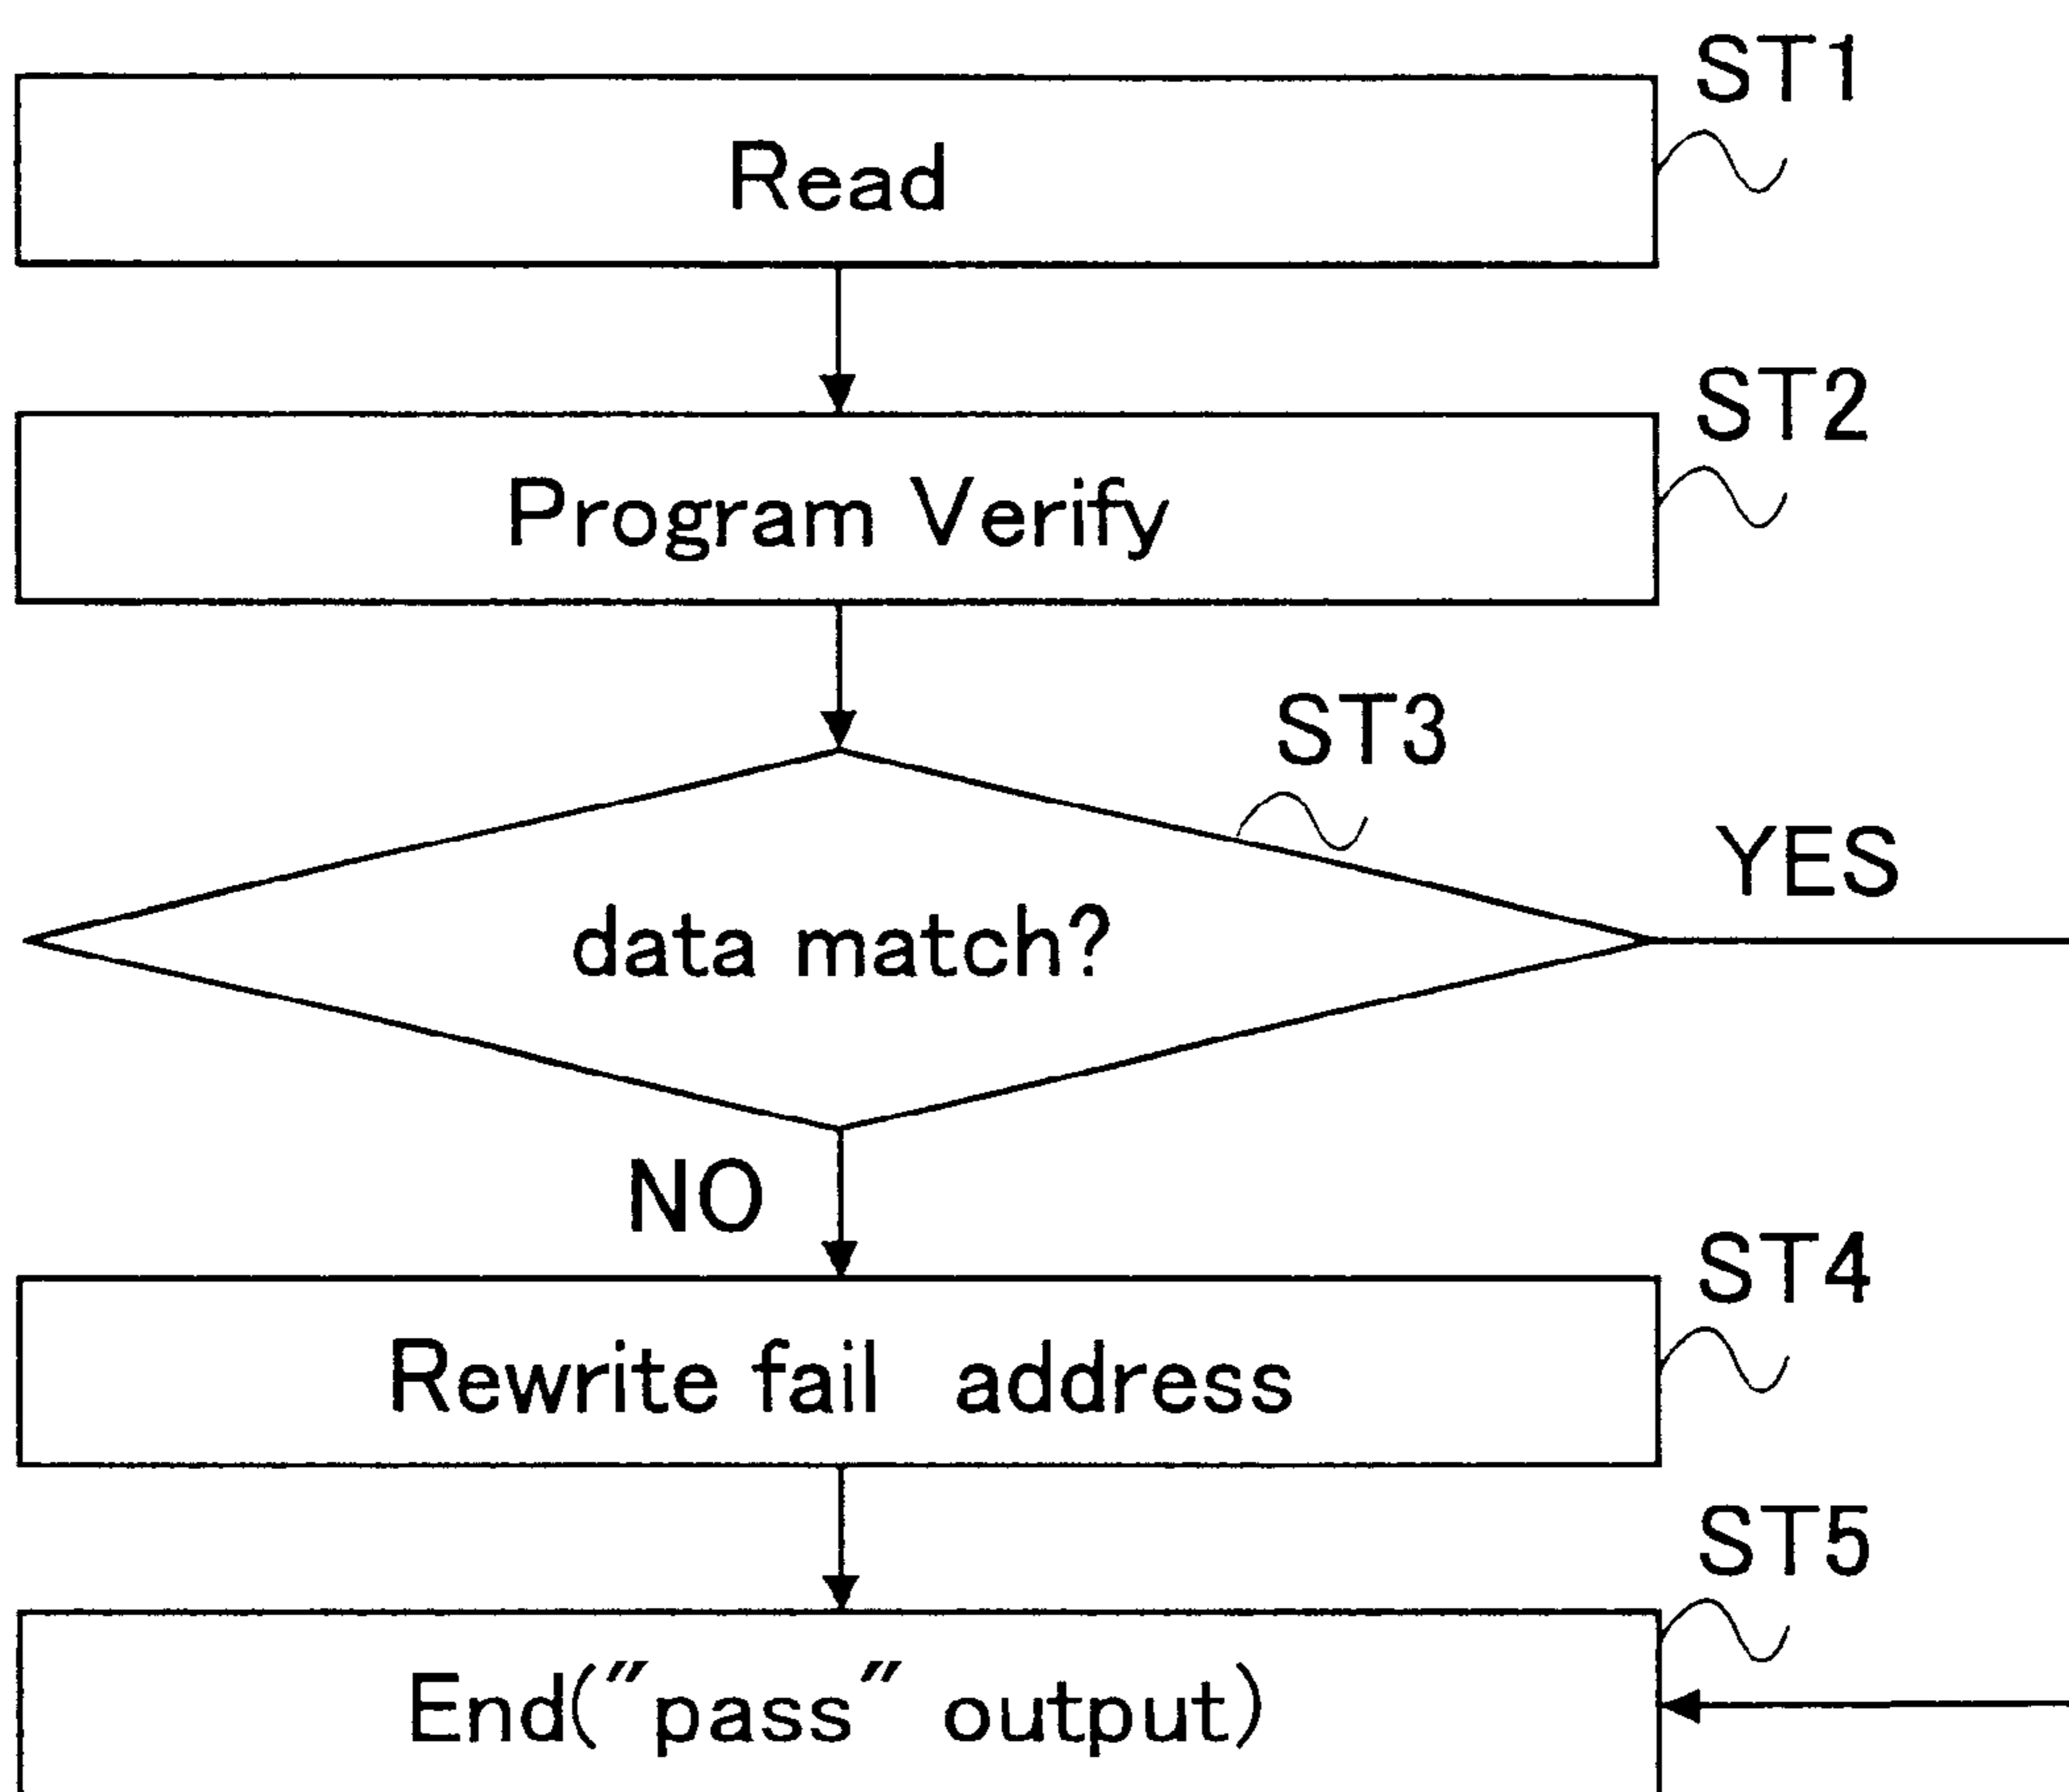 ST1
Read
ST2
Program Verify
ST3
YES
data match?
NO
ST4
Rewrite fail address
ST5
End("pass" output)